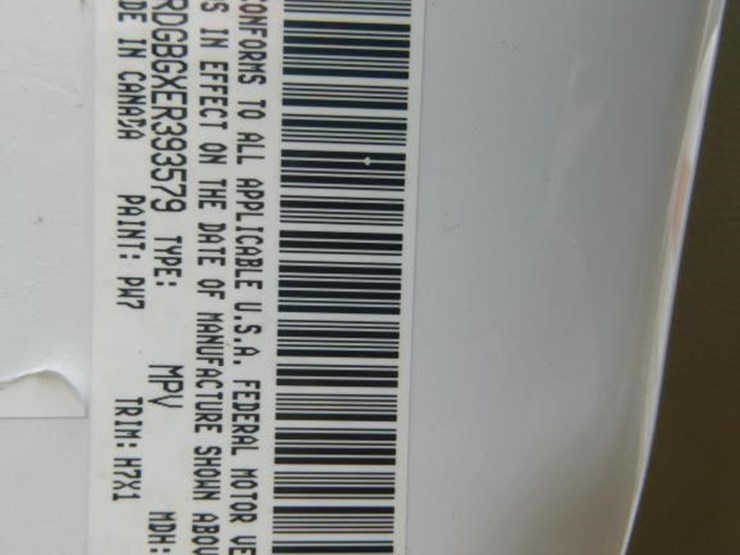 CONFORMS TO ALL APPLICABLE U.S.A. FEDERAL MOTOR VE
S IN EFFECT ON THE DATE OF MANUFACTURE SHOWN ABOV
RDGBGXER393579 TYPE: MPV MDH:
DE IN CANADA PAINT: PW7 TRIM: H7X1